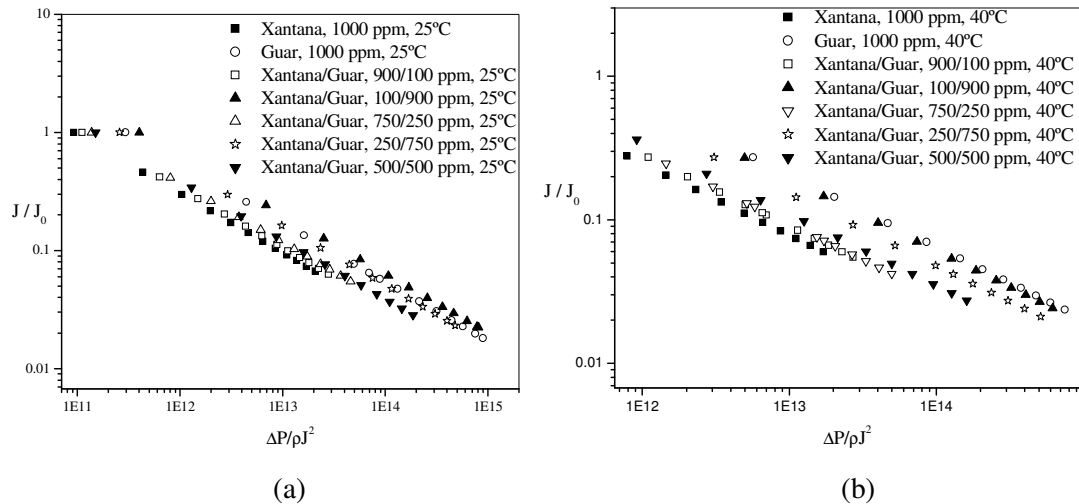 Xantana, 1000 ppm, 25ºC
Guar, 1000 ppm, 25ºC
Xantana/Guar, 900/100 ppm, 25ºC
Xantana/Guar, 100/900 ppm, 25ºC
Xantana/Guar, 750/250 ppm, 25ºC
Xantana/Guar, 250/750 ppm, 25ºC
Xantana/Guar, 500/500 ppm, 25ºC
10
1
0.1
0.01
J / J0
1E11 1E12 1E13 1E14 1E15
ΔP/ρJ²
(a)
Xantana, 1000 ppm, 40ºC
Guar, 1000 ppm, 40ºC
Xantana/Guar, 900/100 ppm, 40ºC
Xantana/Guar, 100/900 ppm, 40ºC
Xantana/Guar, 750/250 ppm, 40ºC
Xantana/Guar, 250/750 ppm, 40ºC
Xantana/Guar, 500/500 ppm, 40ºC
1
0.1
0.01
J / J0
1E12 1E13 1E14
ΔP/ρJ²
(b)